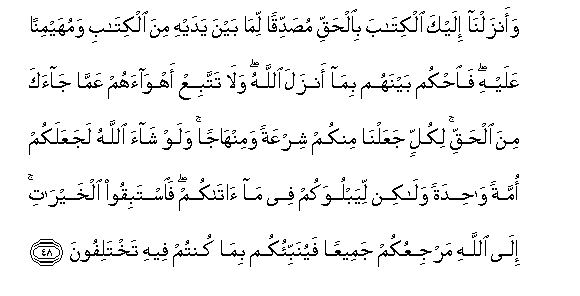 وَأَنزَلْنَآ إِلَيْكَ ٱلْكِتَـٰبَ بِٱلْحَقِّ مُصَدِّقًا لِّمَا بَيْنَ يَدَيْهِ مِنَ ٱلْكِتَـٰبِ وَمُهَيْمِنًا
عَلَيْهِ ۖ فَٱحْكُم بَيْنَهُم بِمَآ أَنزَلَ ٱللَّهُ ۖ وَلَا تَتَّبِعْ أَهْوَآءَهُمْ عَمَّا جَآءَكَ
مِنَ ٱلْحَقِّ ۚ لِكُلٍّ جَعَلْنَا مِنكُمْ شِرْعَةً وَمِنْهَاجًا ۚ وَلَوْ شَآءَ ٱللَّهُ لَجَعَلَكُمْ
أُمَّةً وَٰحِدَةً وَلَـٰكِن لِّيَبْلُوَكُمْ فِى مَآ ءَاتَىٰكُمْ ۖ فَٱسْتَبِقُوا۟ ٱلْخَيْرَٰتِ ۚ
إِلَى ٱللَّهِ مَرْجِعُكُمْ جَمِيعًا فَيُنَبِّئُكُم بِمَا كُنتُمْ فِيهِ تَخْتَلِفُونَ ٤٨